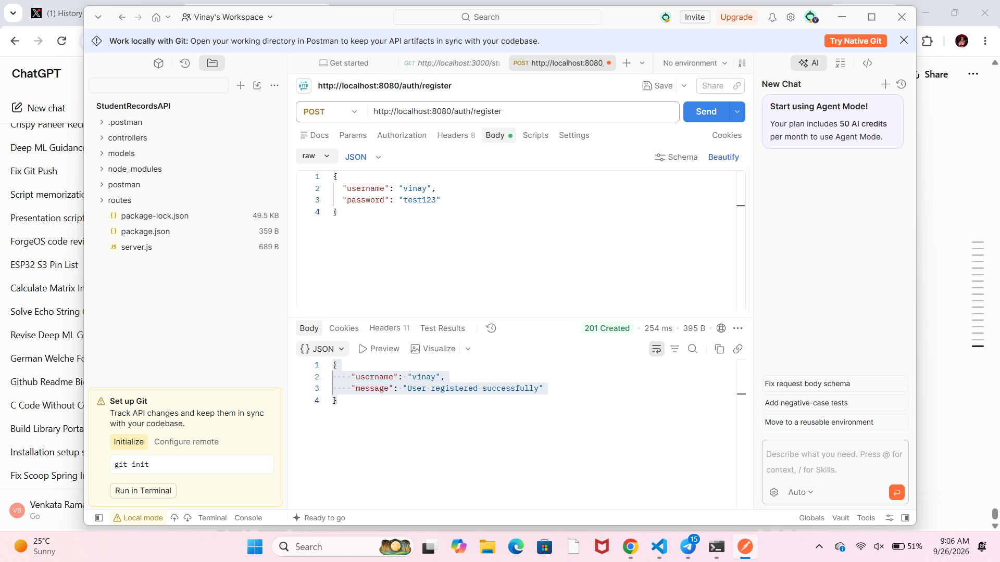 (1) History
Vinay's Workspace
Search
Invite
Upgrade
Work locally with Git: Open your working directory in Postman to keep your API artifacts in sync with your codebase.
Try Native Git
ChatGPT
New chat
Crispy Paneer Reci
Deep ML Guidance
Fix Git Push
Script memorizatio
Presentation script
ForgeOS code revi
ESP32 S3 Pin List
Calculate Matrix In
Solve Echo String
Revise Deep ML G
German Welche Fo
Github Readme Bi
C Code Without C
Build Library Porta
Installation setup s
Fix Scoop Spring I
VB
Venkata Rama
Go
StudentRecordsAPI
.postman
controllers
models
node_modules
postman
routes
{} package-lock.json 49.5 KB
{} package.json 359 B
JS server.js 689 B
Set up Git
Track API changes and keep them in sync
with your codebase.
Initialize Configure remote
git init
Run in Terminal
Get started
GET http://localhost:3000/stu
POST http://localhost:8080/
No environment
HTTP http://localhost:8080/auth/register
Save
Share
POST http://localhost:8080/auth/register
Send
Docs Params Authorization Headers 8 Body Scripts Settings Cookies
raw JSON Schema Beautify
1 {
2 "username": "vinay",
3 "password": "test123"
4 }
Body Cookies Headers 11 Test Results
201 Created 254 ms 395 B
{} JSON Preview Visualize
1 {
2 "username": "vinay",
3 "message": "User registered successfully"
4 }
AI
New Chat
Start using Agent Mode!
Your plan includes 50 AI credits
per month to use Agent Mode.
Fix request body schema
Add negative-case tests
Move to a reusable environment
Describe what you need. Press @ for
context, / for Skills.
Auto
Share
Local mode Terminal Console Ready to go
Globals Vault Tools
25°C
Sunny
Search
15
51%
9:06 AM
9/26/2026